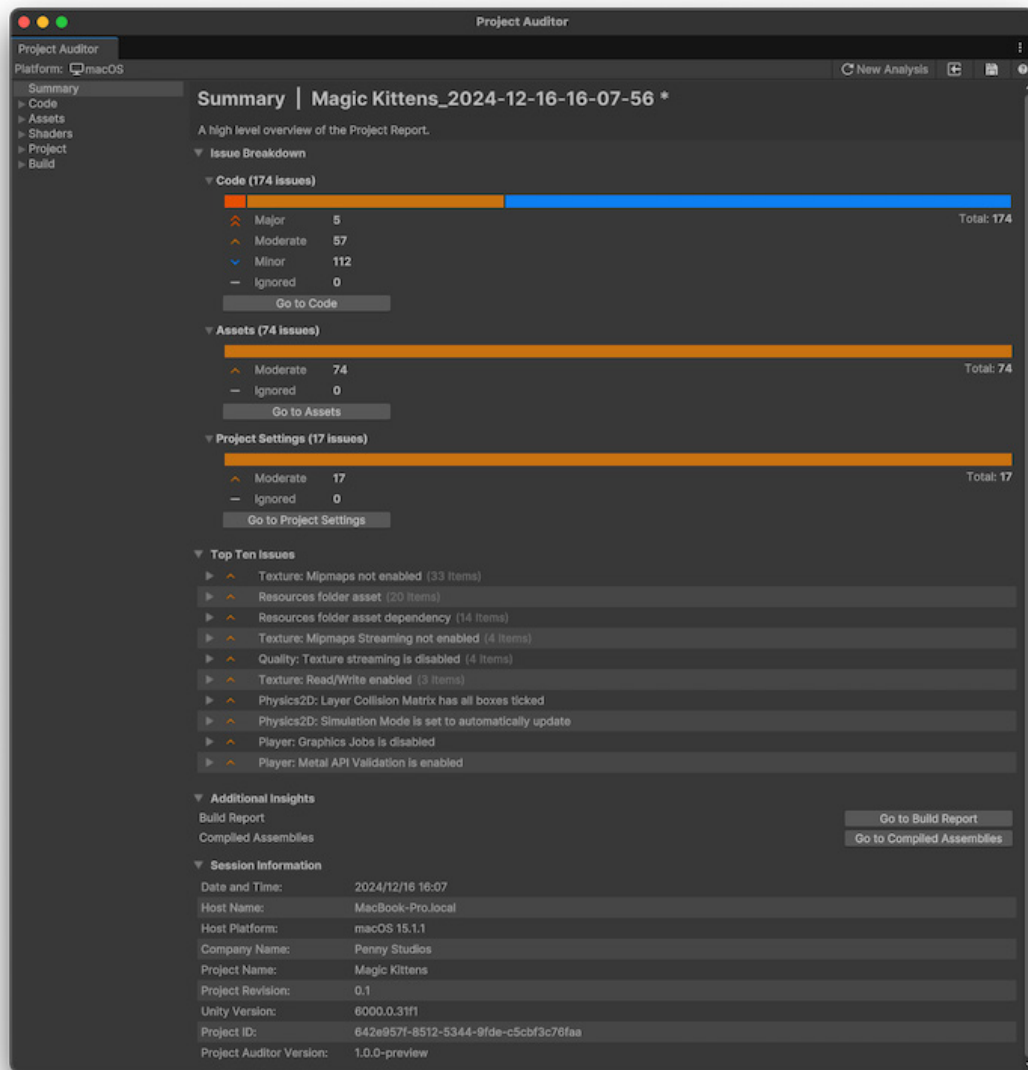 Project Auditor
Project Auditor
Platform: macOS
New Analysis
Summary
Code
Assets
Shaders
Project
Build
Summary | Magic Kittens_2024-12-16-16-07-56 *
A high level overview of the Project Report.
Issue Breakdown
Code (174 issues)
Major 5 Total: 174
Moderate 57
Minor 112
Ignored 0
Go to Code
Assets (74 issues)
Moderate 74 Total: 74
Ignored 0
Go to Assets
Project Settings (17 issues)
Moderate 17 Total: 17
Ignored 0
Go to Project Settings
Top Ten Issues
Texture: Mipmaps not enabled (33 Items)
Resources folder asset (20 Items)
Resources folder asset dependency (14 Items)
Texture: Mipmaps Streaming not enabled (4 Items)
Quality: Texture streaming is disabled (4 Items)
Texture: Read/Write enabled (3 Items)
Physics2D: Layer Collision Matrix has all boxes ticked
Physics2D: Simulation Mode is set to automatically update
Player: Graphics Jobs is disabled
Player: Metal API Validation is enabled
Additional Insights
Build Report Go to Build Report
Compiled Assemblies Go to Compiled Assemblies
Session Information
Date and Time: 2024/12/16 16:07
Host Name: MacBook-Pro.local
Host Platform: macOS 15.1.1
Company Name: Penny Studios
Project Name: Magic Kittens
Project Revision: 0.1
Unity Version: 6000.0.31f1
Project ID: 642e957f-8512-5344-9fde-c5cbf3c76faa
Project Auditor Version: 1.0.0-preview